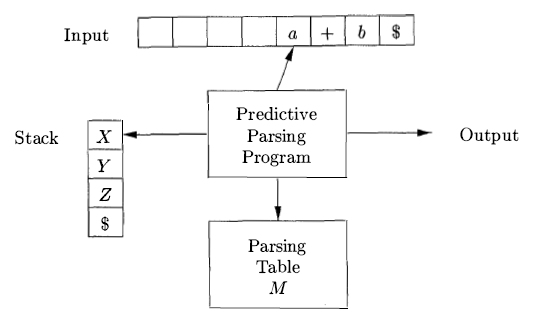 Input
a + b $
Predictive
Parsing
Program
Stack
X
Y
Z
$
Output
Parsing
Table
M